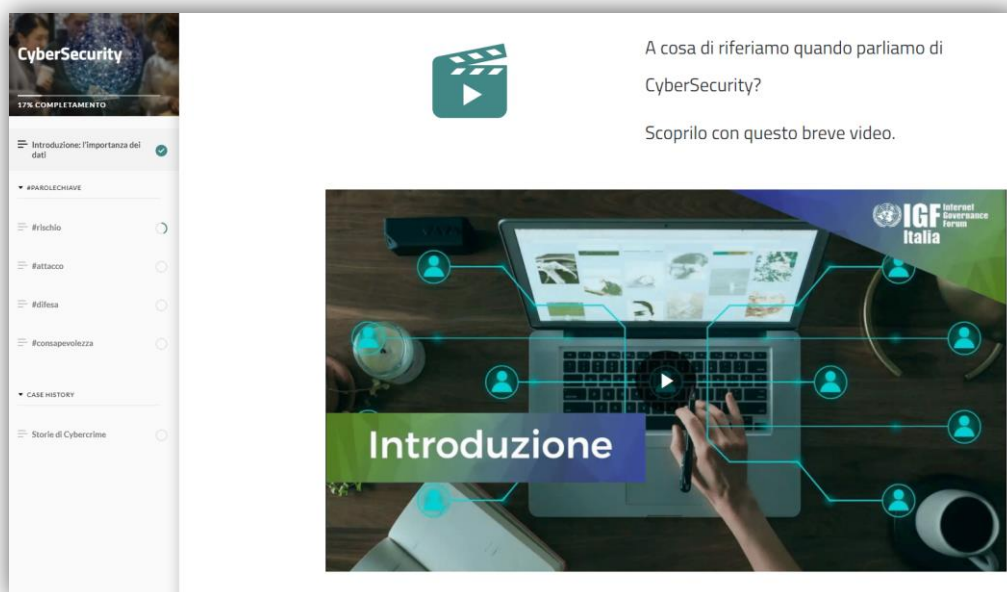 CyberSecurity
17% COMPLETAMENTO
Introduzione: l'importanza dei
dati
#PAROLECHIAVE
#rischio
#attacco
#difesa
#consapevolezza
CASE HISTORY
Storie di Cybercrime
A cosa di riferiamo quando parliamo di
CyberSecurity?
Scoprilo con questo breve video.
IGF Internet
Governance
Forum
Italia
Introduzione